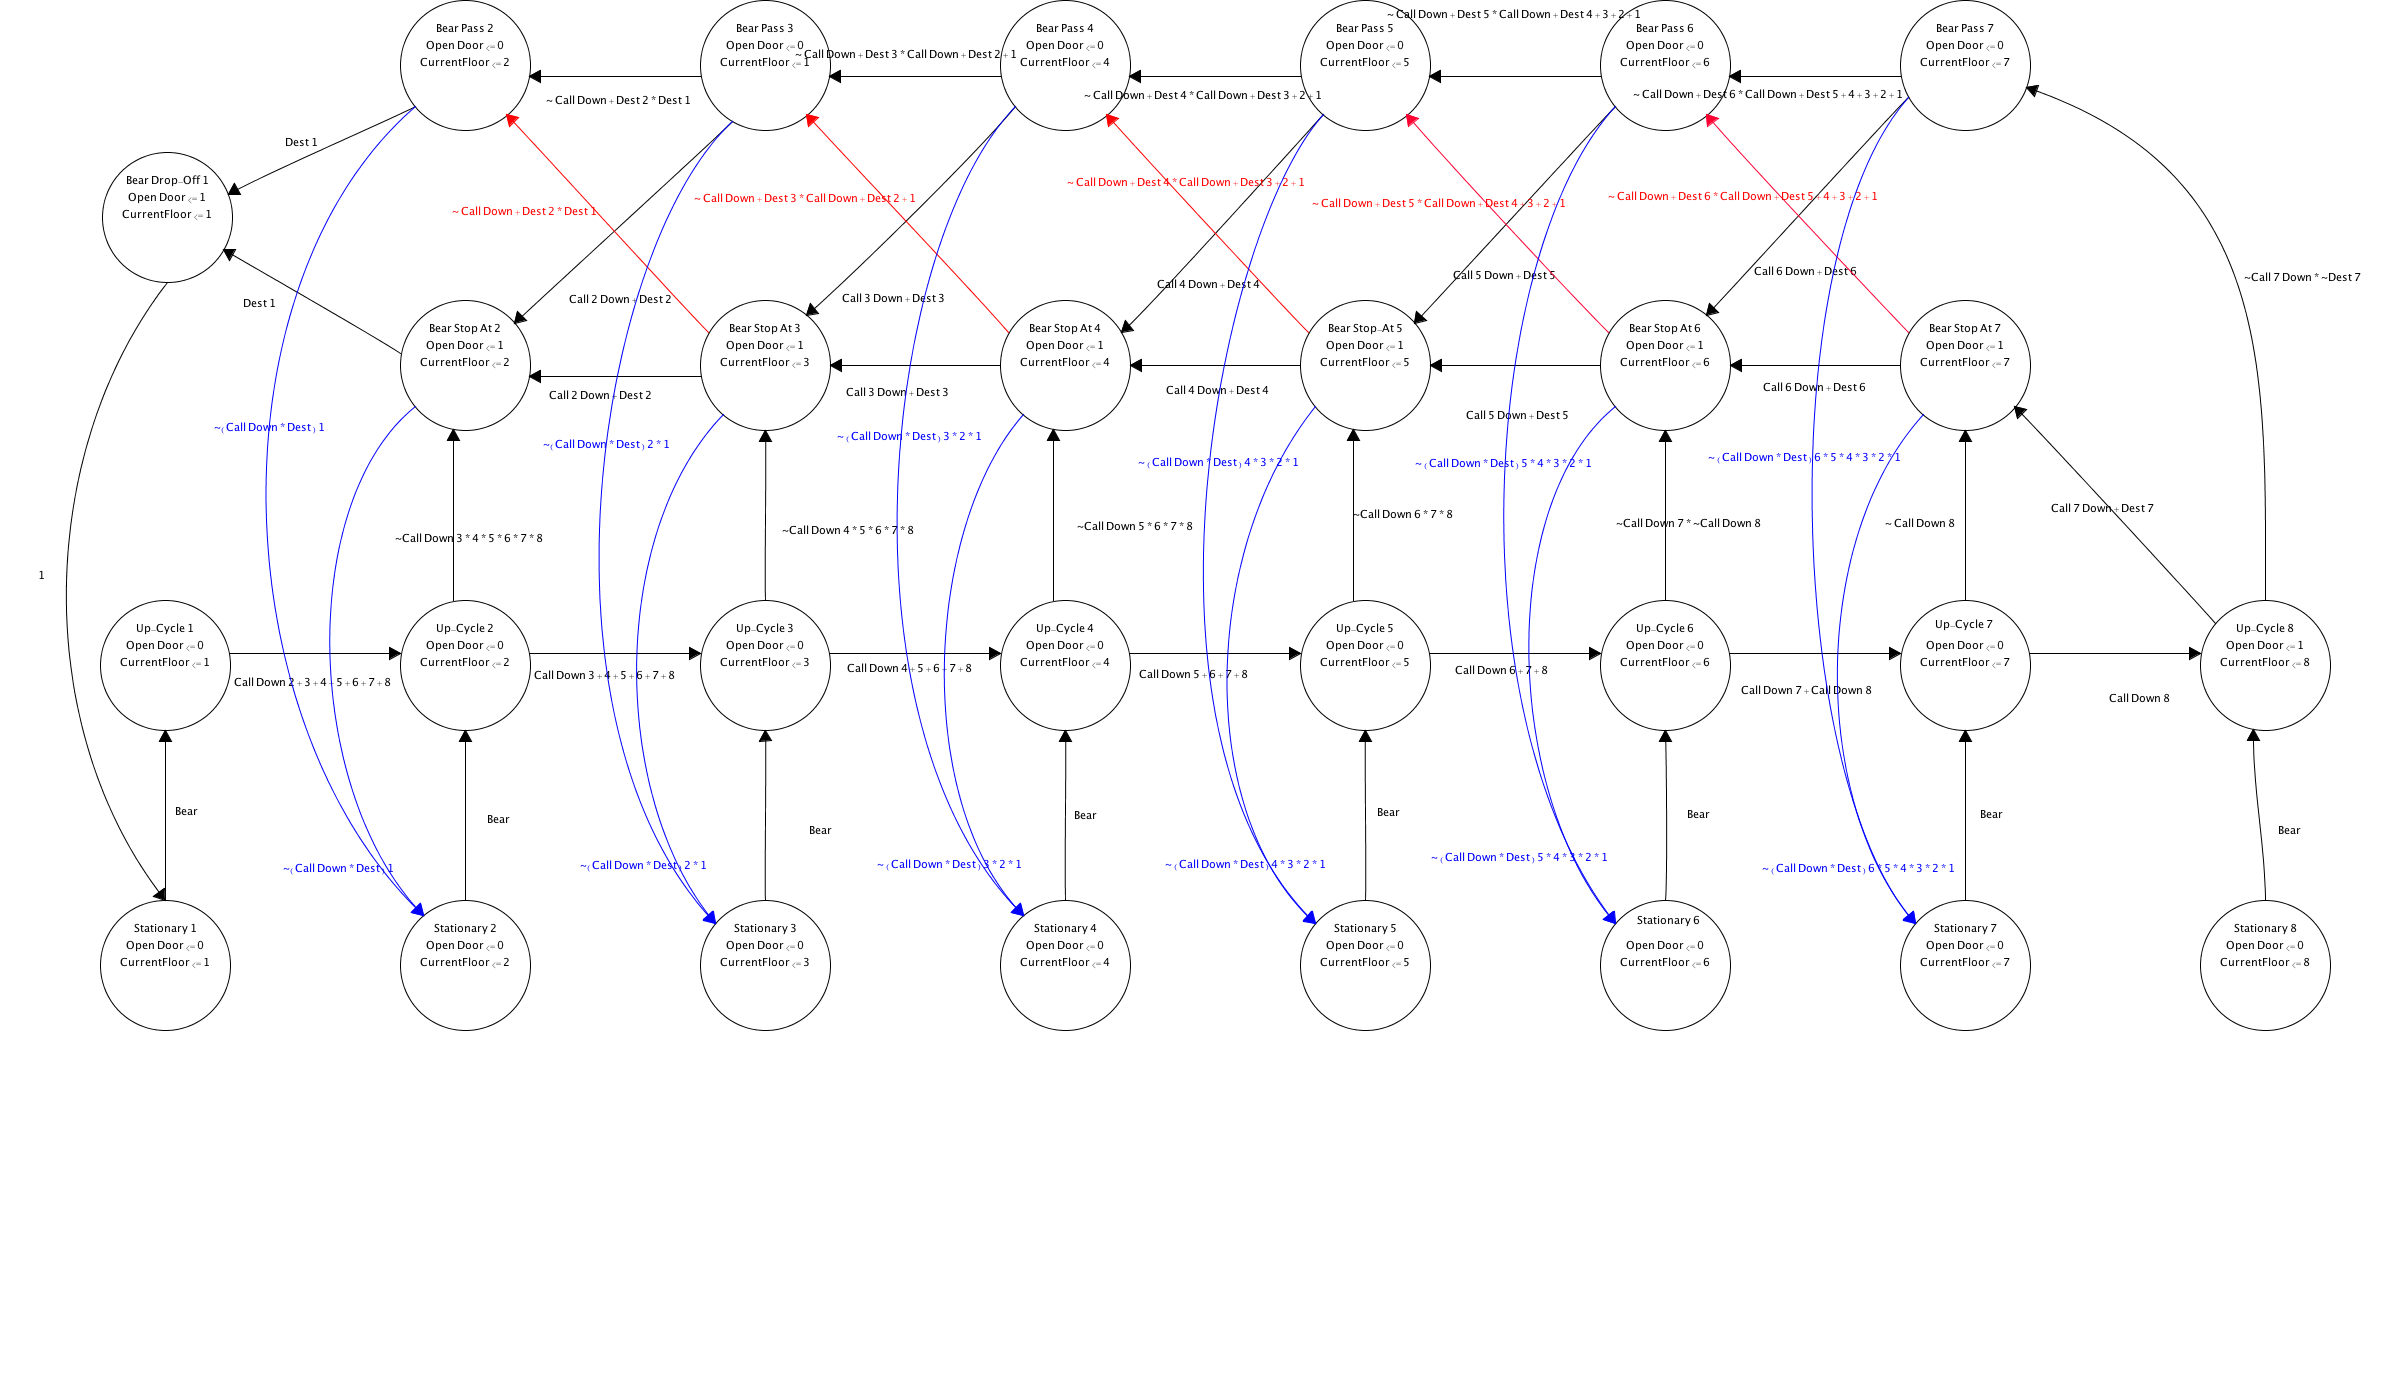 ~ Call Down + Dest 5 * Call Down + Dest 4 + 3 + 2 + 1
Bear Pass 2
Open Door <= 0
CurrentFloor <= 2
Bear Pass 3
Open Door <= 0
CurrentFloor <= 1
Bear Pass 4
Open Door <= 0
CurrentFloor <= 4
Bear Pass 5
Open Door <= 0
CurrentFloor <= 5
Bear Pass 6
Open Door <= 0
CurrentFloor <= 6
Bear Pass 7
Open Door <= 0
CurrentFloor <= 7
~ Call Down + Dest 3 * Call Down + Dest 2 + 1
~ Call Down + Dest 2 * Dest 1
~ Call Down + Dest 4 * Call Down + Dest 3 + 2 + 1
~ Call Down + Dest 6 * Call Down + Dest 5 + 4 + 3 + 2 + 1
Dest 1
Bear Drop-Off 1
Open Door <= 1
CurrentFloor <= 1
~ Call Down + Dest 2 * Dest 1
~ Call Down + Dest 3 * Call Down + Dest 2 + 1
~ Call Down + Dest 4 * Call Down + Dest 3 + 2 + 1
~ Call Down + Dest 5 * Call Down + Dest 4 + 3 + 2 + 1
~ Call Down + Dest 6 * Call Down + Dest 5 + 4 + 3 + 2 + 1
Dest 1
Call 2 Down + Dest 2
Call 3 Down + Dest 3
Call 4 Down + Dest 4
Call 5 Down + Dest 5
Call 6 Down + Dest 6
~Call 7 Down * ~Dest 7
Bear Stop At 2
Open Door <= 1
CurrentFloor <= 2
Bear Stop At 3
Open Door <= 1
CurrentFloor <= 3
Bear Stop At 4
Open Door <= 1
CurrentFloor <= 4
Bear Stop-At 5
Open Door <= 1
CurrentFloor <= 5
Bear Stop At 6
Open Door <= 1
CurrentFloor <= 6
Bear Stop At 7
Open Door <= 1
CurrentFloor <= 7
Call 2 Down + Dest 2
Call 3 Down + Dest 3
Call 4 Down + Dest 4
Call 5 Down + Dest 5
Call 6 Down + Dest 6
~(Call Down * Dest) 1
~(Call Down * Dest) 2 * 1
~ (Call Down * Dest) 3 * 2 * 1
~ (Call Down * Dest) 4 * 3 * 2 * 1
~ (Call Down * Dest) 5 * 4 * 3 * 2 * 1
~ (Call Down * Dest) 6 * 5 * 4 * 3 * 2 * 1
~Call Down 3 * 4 * 5 * 6 * 7 * 8
~Call Down 4 * 5 * 6 * 7 * 8
~Call Down 5 * 6 * 7 * 8
~Call Down 6 * 7 * 8
~Call Down 7 * ~Call Down 8
~ Call Down 8
Call 7 Down + Dest 7
1
Up-Cycle 1
Open Door <= 0
CurrentFloor <= 1
Up-Cycle 2
Open Door <= 0
CurrentFloor <= 2
Up-Cycle 3
Open Door <= 0
CurrentFloor <= 3
Up-Cycle 4
Open Door <= 0
CurrentFloor <= 4
Up-Cycle 5
Open Door <= 0
CurrentFloor <= 5
Up-Cycle 6
Open Door <= 0
CurrentFloor <= 6
Up-Cycle 7
Open Door <= 0
CurrentFloor <= 7
Up-Cycle 8
Open Door <= 1
CurrentFloor <= 8
Call Down 2 + 3 + 4 + 5 + 6 + 7 + 8
Call Down 3 + 4 + 5 + 6 + 7 + 8
Call Down 4 + 5 + 6 + 7 + 8
Call Down 5 + 6 + 7 + 8
Call Down 6 + 7 + 8
Call Down 7 + Call Down 8
Call Down 8
Bear
Bear
Bear
Bear
Bear
Bear
Bear
Bear
~(Call Down * Dest) 1
~(Call Down * Dest) 2 * 1
~ (Call Down * Dest) 3 * 2 * 1
~ (Call Down * Dest) 4 * 3 * 2 * 1
~ (Call Down * Dest) 5 * 4 * 3 * 2 * 1
~ (Call Down * Dest) 6 * 5 * 4 * 3 * 2 * 1
Stationary 1
Open Door <= 0
CurrentFloor <= 1
Stationary 2
Open Door <= 0
CurrentFloor <= 2
Stationary 3
Open Door <= 0
CurrentFloor <= 3
Stationary 4
Open Door <= 0
CurrentFloor <= 4
Stationary 5
Open Door <= 0
CurrentFloor <= 5
Stationary 6
Open Door <= 0
CurrentFloor <= 6
Stationary 7
Open Door <= 0
CurrentFloor <= 7
Stationary 8
Open Door <= 0
CurrentFloor <= 8